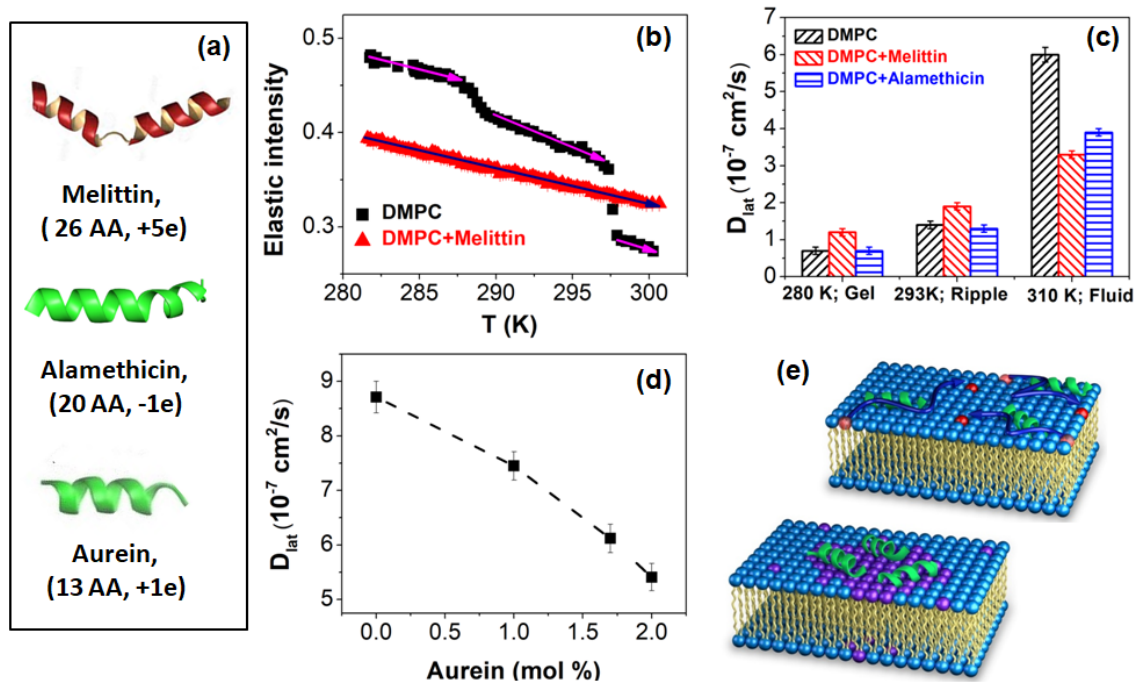 (a)
Melittin,
( 26 AA, +5e)
Alamethicin,
(20 AA, -1e)
Aurein,
(13 AA, +1e)
(b)
Elastic intensity
0.5
0.4
0.3
DMPC
DMPC+Melittin
280 285 290 295 300
T (K)
(c)
D_lat (10^-7 cm^2/s)
7
6
5
4
3
2
1
0
DMPC
DMPC+Melittin
DMPC+Alamethicin
280 K; Gel 293K; Ripple 310 K; Fluid
(d)
D_lat (10^-7 cm^2/s)
9
8
7
6
5
0.0 0.5 1.0 1.5 2.0
Aurein (mol %)
(e)